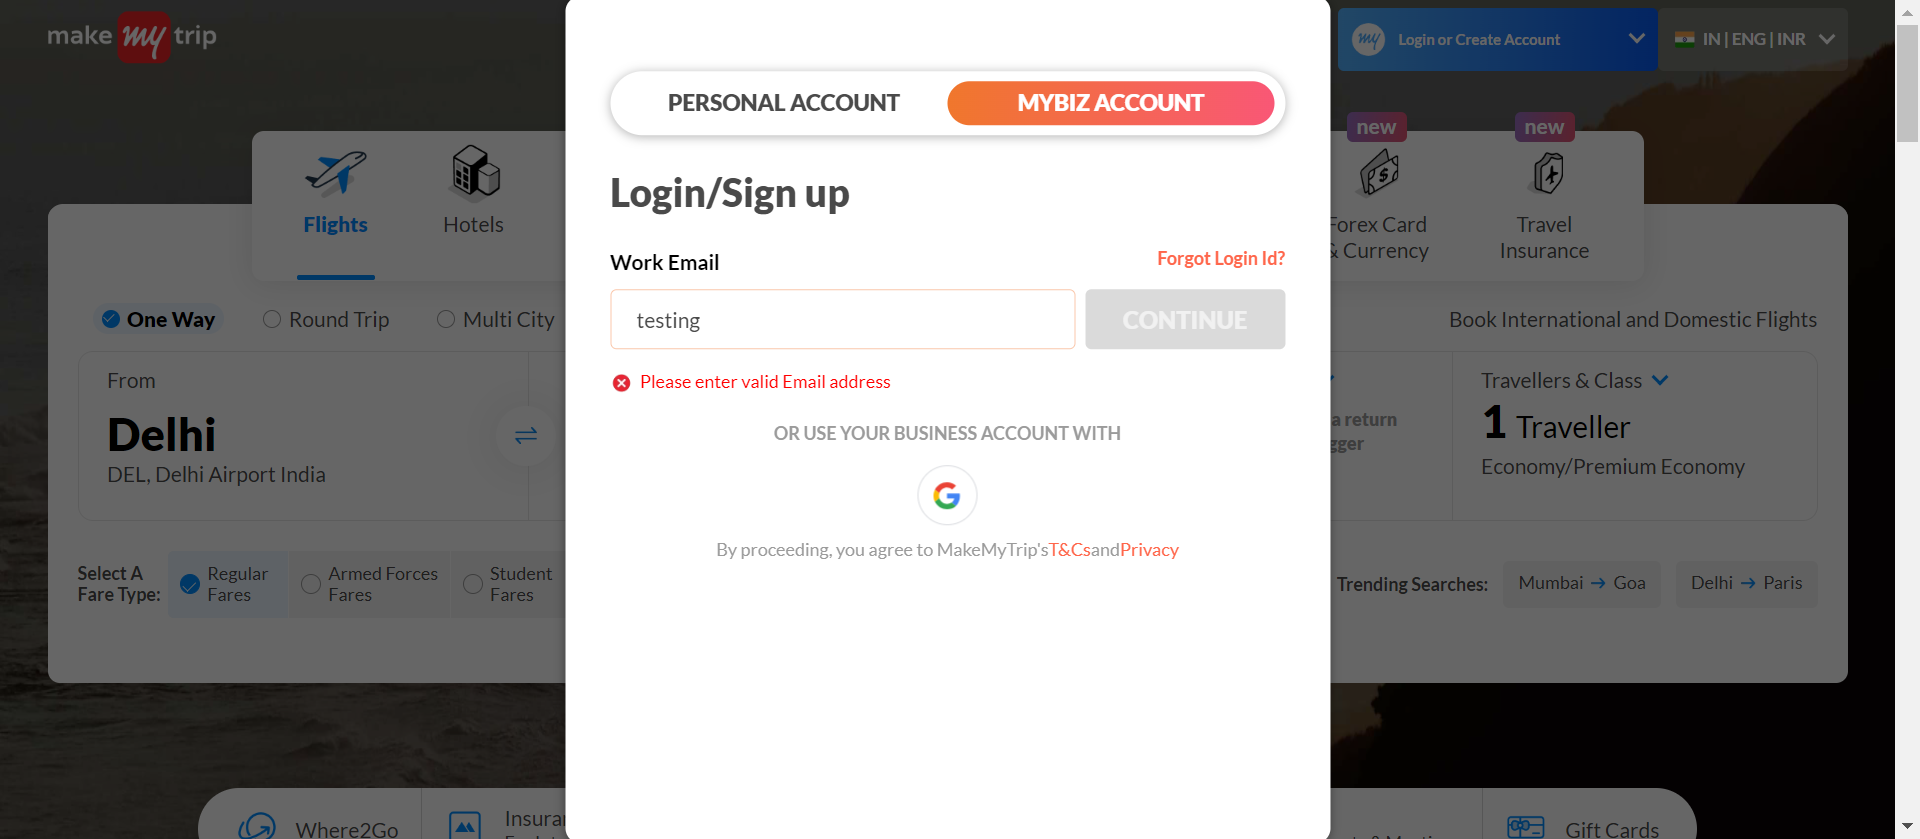 make my trip
Login or Create Account
IN | ENG | INR
PERSONAL ACCOUNT
MYBIZ ACCOUNT
new
new
Flights
Hotels
Forex Card
& Currency
Travel
Insurance
Login/Sign up
Work Email
Forgot Login Id?
testing
CONTINUE
Please enter valid Email address
OR USE YOUR BUSINESS ACCOUNT WITH
By proceeding, you agree to MakeMyTrip'sT&CsandPrivacy
One Way
Round Trip
Multi City
Book International and Domestic Flights
From
Delhi
DEL, Delhi Airport India
a return
Travellers & Class
1 Traveller
Economy/Premium Economy
Select A
Fare Type:
Regular
Fares
Armed Forces
Fares
Student
Fares
Trending Searches:
Mumbai → Goa
Delhi → Paris
Where2Go
Gift Cards